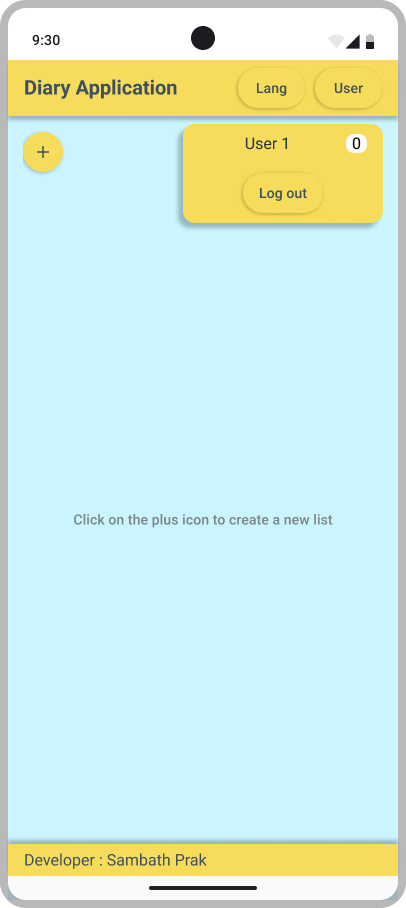 9:30
Diary Application
Lang
User
+
User 1
0
Log out
Click on the plus icon to create a new list
Developer : Sambath Prak